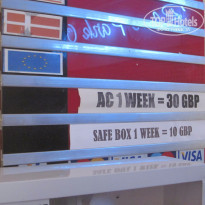 AC 1 WEEK = 30 GBP
SAFE BOX 1 WEEK = 10 GBP
VISA